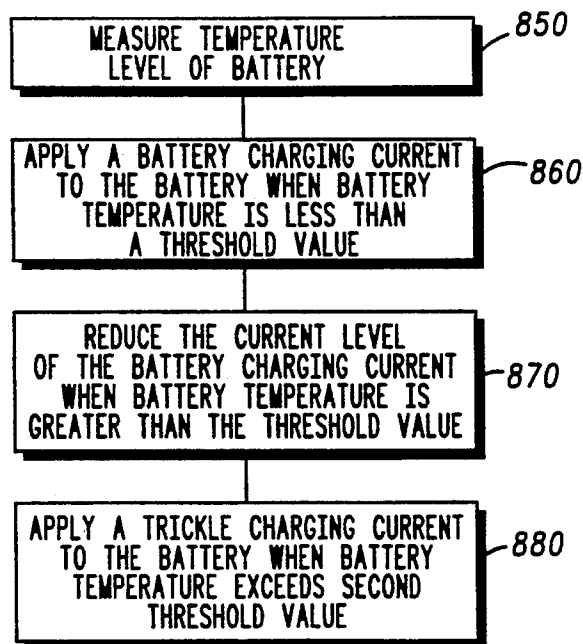 MEASURE TEMPERATURE
LEVEL OF BATTERY
850
APPLY A BATTERY CHARGING CURRENT
TO THE BATTERY WHEN BATTERY
TEMPERATURE IS LESS THAN
A THRESHOLD VALUE
860
REDUCE THE CURRENT LEVEL
OF THE BATTERY CHARGING CURRENT
WHEN BATTERY TEMPERATURE IS
GREATER THAN THE THRESHOLD VALUE
870
APPLY A TRICKLE CHARGING CURRENT
TO THE BATTERY WHEN BATTERY
TEMPERATURE EXCEEDS SECOND
THRESHOLD VALUE
880